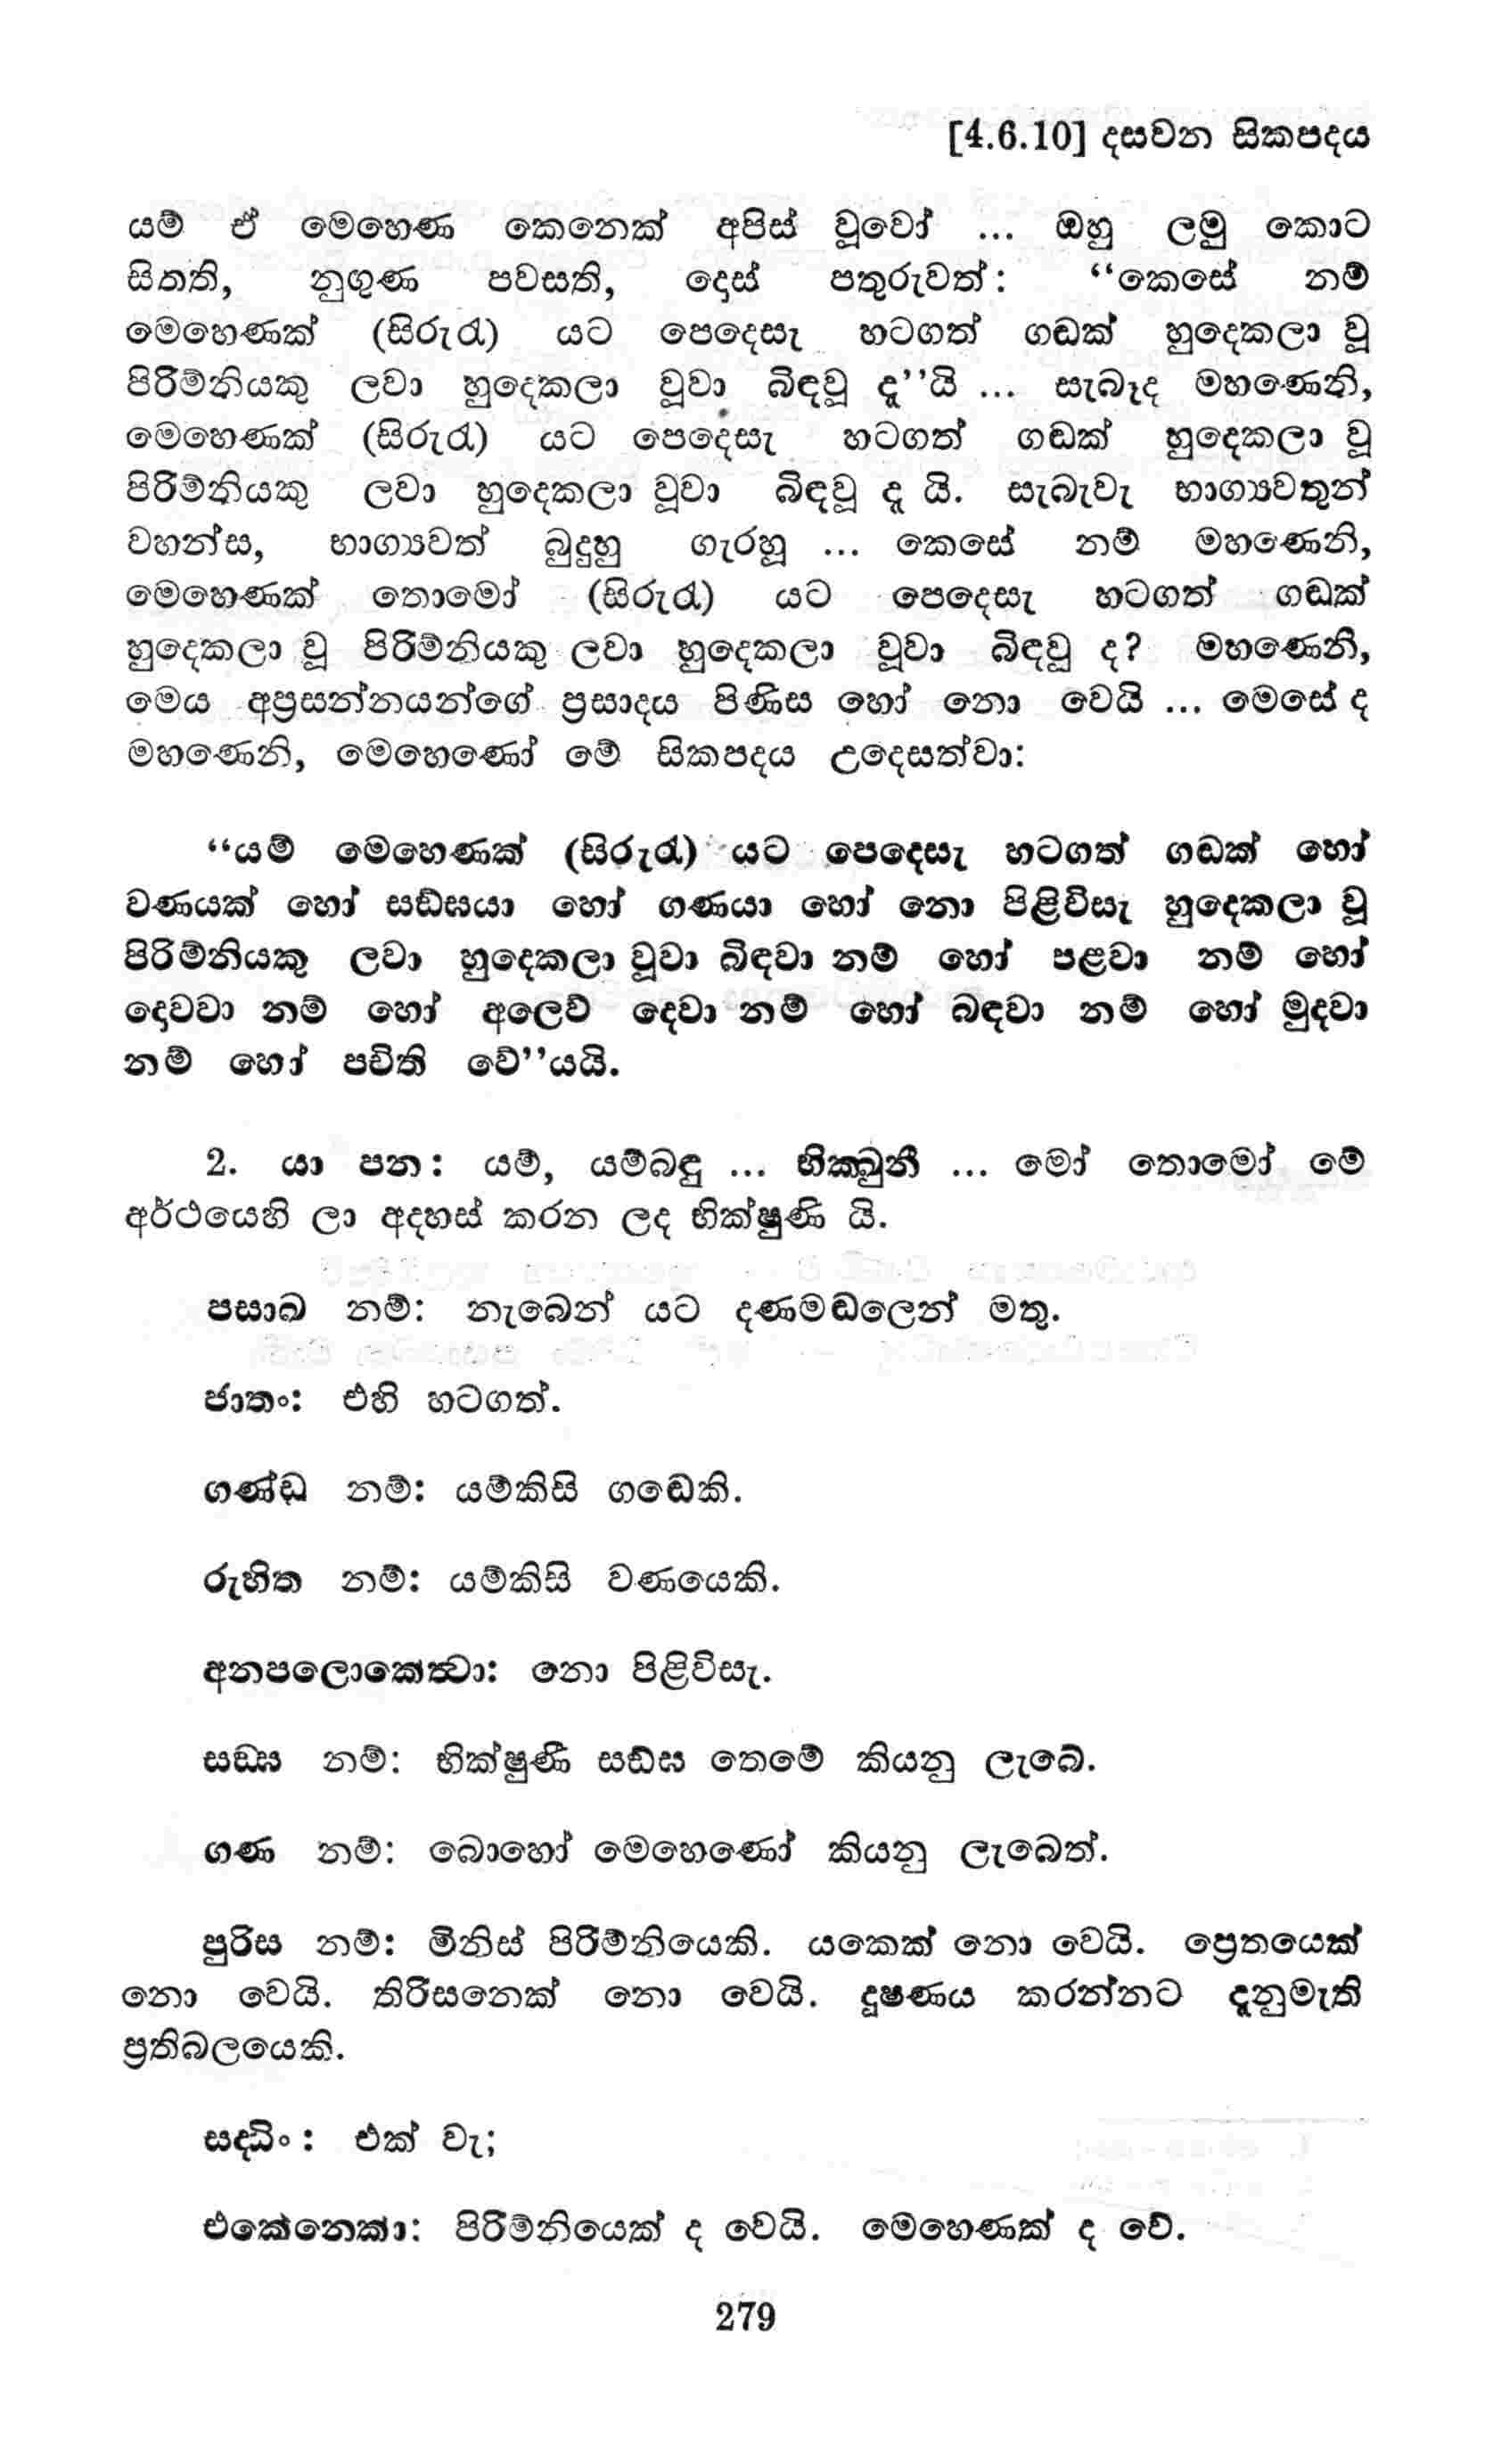 [4.6.10] දසවන සිකපදය
යම් ඒ මෙහෙණ කෙනෙක් අපිස් වූවෝ ... ඔහු ලමු කොට
සිතති, නුගුණ පවසති, දොස් පතුරුවත්: “කෙසේ නම්
මෙහෙණක් (සිරුරැ) යට පෙදෙසැ හටගත් ගඬක් හුදෙකලා වූ
පිරිම්නියකු ලවා හුදෙකලා වූවා බිඳවූ දැ”යි ... සැබෑද මහණෙනි,
මෙහෙණක් (සිරුරැ) යට පෙදෙසැ හටගත් ගඬක් හුදෙකලා වූ
පිරිම්නියකු ලවා හුදෙකලා වූවා බිඳවූ දැ යි. සැබැවැ භාග්‍යවතුන්
වහන්ස, භාග්‍යවත් බුදුහු ගැරහූ ... කෙසේ නම් මහණෙනි,
මෙහෙණක් තොමෝ (සිරුරැ) යට පෙදෙසැ හටගත් ගඬක්
හුදෙකලා වූ පිරිම්නියකු ලවා හුදෙකලා වූවා බිඳවූ ද? මහණෙනි,
මෙය අප්‍රසන්නයන්ගේ ප්‍රසාදය පිණිස හෝ නො වෙයි ... මෙසේ ද
මහණෙනි, මෙහෙණෝ මේ සිකපදය උදෙසත්වා:
“යම් මෙහෙණක් (සිරුරැ) යට පෙදෙසැ හටගත් ගඬක් හෝ
වණයක් හෝ සඞ්ඝයා හෝ ගණයා හෝ නො පිළිවිසැ හුදෙකලා වූ
පිරිම්නියකු ලවා හුදෙකලා වූවා බිඳවා නම් හෝ පළවා නම් හෝ
දොවවා නම් හෝ අලෙව් දෙවා නම් හෝ බඳවා නම් හෝ මුදවා
නම් හෝ පචිති වේ”යයි.
2. යා පන: යම්, යම්බඳු ... භික්ඛුනී ... මෝ තොමෝ මේ
අර්ථයෙහි ලා අදහස් කරන ලද භික්ෂුණි යි.
පසාඛ නම්: නැබෙන් යට දණමඬලෙන් මතු.
ජාතං: එහි හටගත්.
ගණ්ඩ නම්: යම්කිසි ගඬෙකි.
රුහිත නම්: යම්කිසි වණයෙකි.
අනපලොකෙත්‍වා: නො පිළිවිසැ.
සඞ්ඝ නම්: භික්ෂුණී සඞ්ඝ තෙමේ කියනු ලැබේ.
ගණ නම්: බොහෝ මෙහෙණෝ කියනු ලැබෙත්.
පුරිස නම්: මිනිස් පිරිම්නියෙකි. යකෙක් නො වෙයි. ප්‍රෙතයෙක්
නො වෙයි. තිරිසනෙක් නො වෙයි. දූෂණය කරන්නට දැනුමැති
ප්‍රතිබලයෙකි.
සද්ධිං: එක් වැ;
එකෙනෙකා: පිරිම්නියෙක් ද වෙයි. මෙහෙණක් ද වේ.
279